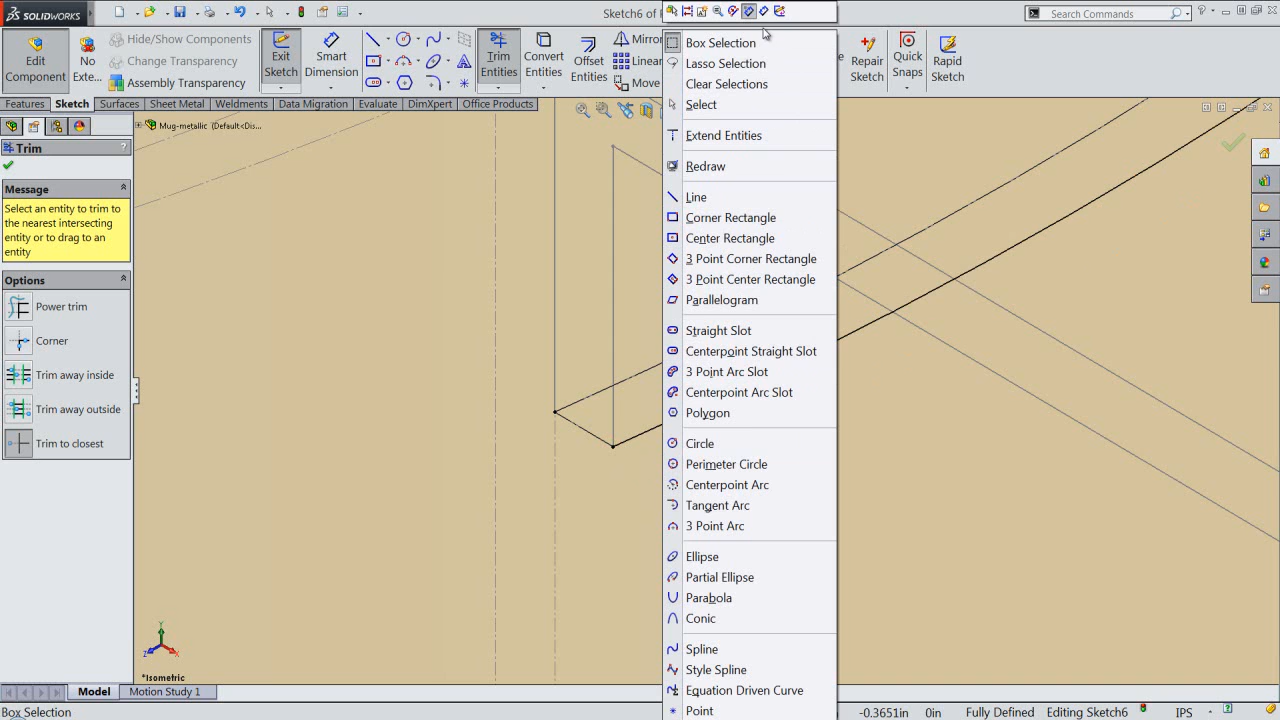 SOLIDWORKS
Sketch6 of
Search Commands
Edit Component
No Exte...
Hide/Show Components
Change Transparency
Assembly Transparency
Exit Sketch
Smart Dimension
Trim Entities
Convert Entities
Offset Entities
Mirror
Linear
Move
Repair Sketch
Quick Snaps
Rapid Sketch
Features
Sketch
Surfaces
Sheet Metal
Weldments
Data Migration
Evaluate
DimXpert
Office Products
Mug-metallic (Default<Dis...
Trim
?
Message
Select an entity to trim to
the nearest intersecting
entity or to drag to an
entity
Options
Power trim
Corner
Trim away inside
Trim away outside
Trim to closest
Box Selection
Lasso Selection
Clear Selections
Select
Extend Entities
Redraw
Line
Corner Rectangle
Center Rectangle
3 Point Corner Rectangle
3 Point Center Rectangle
Parallelogram
Straight Slot
Centerpoint Straight Slot
3 Point Arc Slot
Centerpoint Arc Slot
Polygon
Circle
Perimeter Circle
Centerpoint Arc
Tangent Arc
3 Point Arc
Ellipse
Partial Ellipse
Parabola
Conic
Spline
Style Spline
Equation Driven Curve
Point
Y
Z
X
*Isometric
Model
Motion Study 1
Box Selection
-0.3651in
0in
Fully Defined
Editing Sketch6
IPS